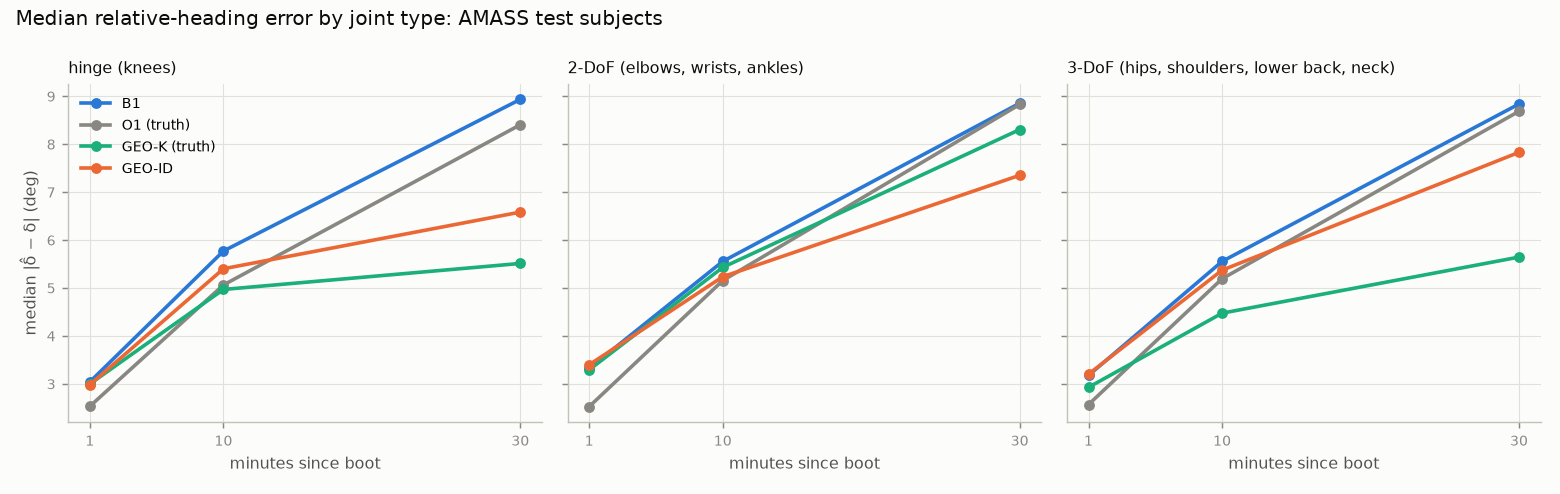 Median relative-heading error by joint type: AMASS test subjects
hinge (knees)
2-DoF (elbows, wrists, ankles)
3-DoF (hips, shoulders, lower back, neck)
B1
O1 (truth)
GEO-K (truth)
GEO-ID
median |δ̂ − δ| (deg)
9
8
7
6
5
4
3
1
10
30
minutes since boot
1
10
30
minutes since boot
1
10
30
minutes since boot